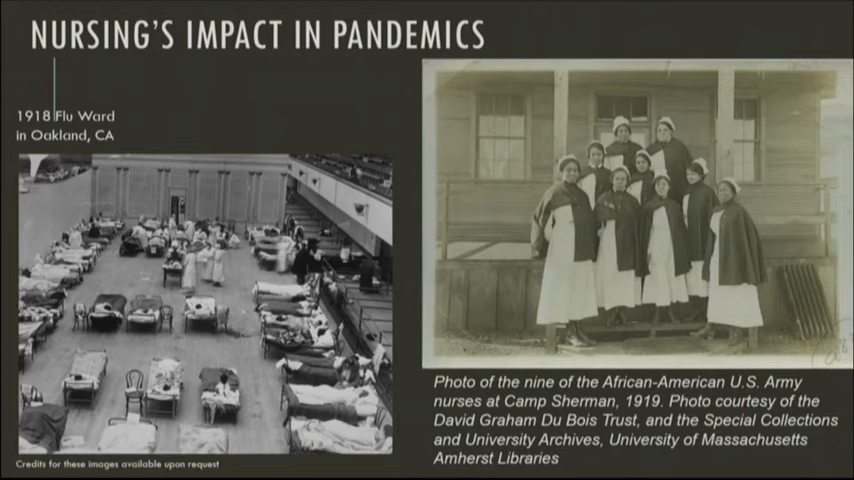 NURSING'S IMPACT IN PANDEMICS
1918 Flu Ward
in Oakland, CA
Credits for these images available upon request
Photo of the nine of the African-American U.S. Army
nurses at Camp Sherman, 1919. Photo courtesy of the
David Graham Du Bois Trust, and the Special Collections
and University Archives, University of Massachusetts
Amherst Libraries